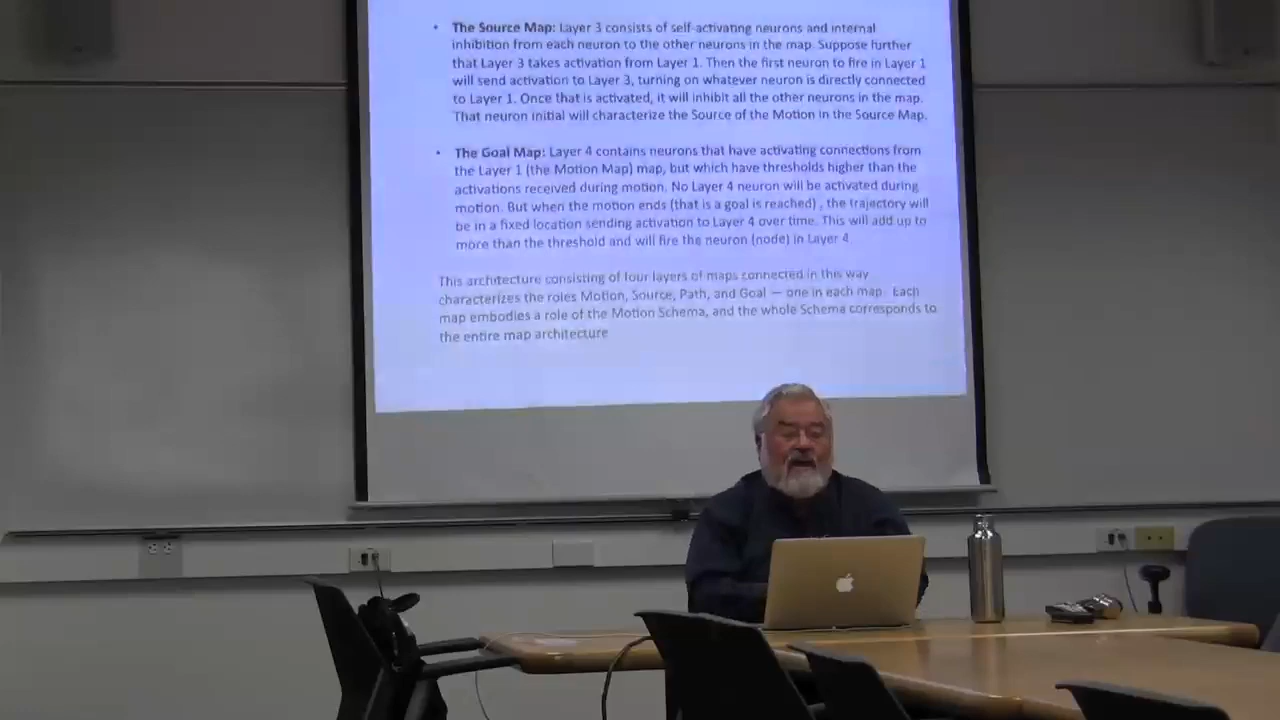 • The Source Map: Layer 3 consists of self-activating neurons and internal
inhibition from each neuron to the other neurons in the map. Suppose further
that Layer 3 takes activation from Layer 1. Then the first neuron to fire in Layer 1
will send activation to Layer 3, turning on whatever neuron is directly connected
to Layer 1. Once that is activated, it will inhibit all the other neurons in the map.
That neuron initial will characterize the Source of the Motion in the Source Map.
• The Goal Map: Layer 4 contains neurons that have activating connections from
the Layer 1 (the Motion Map) map, but which have thresholds higher than the
activations received during motion. No Layer 4 neuron will be activated during
motion. But when the motion ends (that is a goal is reached) , the trajectory will
be in a fixed location sending activation to Layer 4 over time. This will add up to
more than the threshold and will fire the neuron (node) in Layer 4.
This architecture consisting of four layers of maps connected in this way
characterizes the roles Motion, Source, Path, and Goal — one in each map. Each
map embodies a role of the Motion Schema, and the whole Schema corresponds to
the entire map architecture